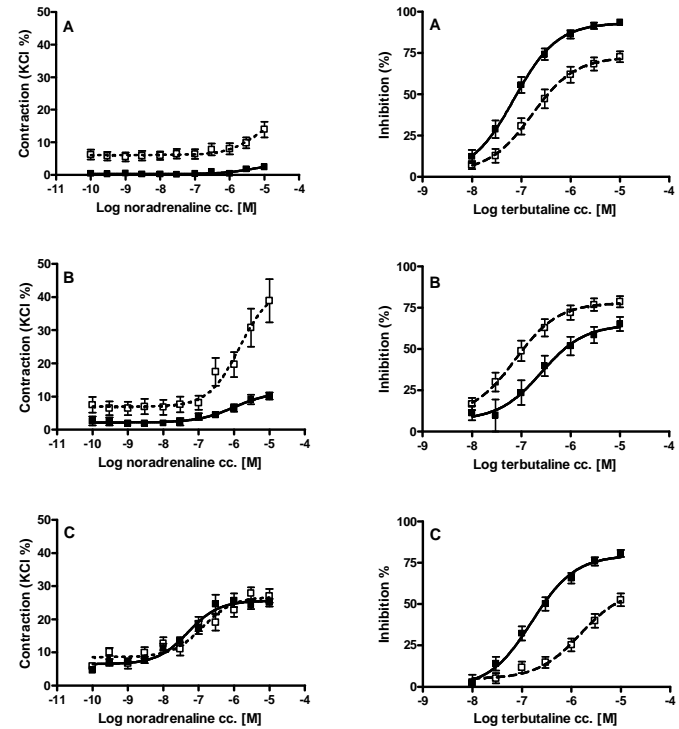 50
40
30
20
10
0
A
Contraction (KCl %)
-11 -10 -9 -8 -7 -6 -5 -4
Log noradrenaline cc. [M]
100
75
50
25
0
A
Inhibition (%)
-9 -8 -7 -6 -5 -4
Log terbutaline cc. [M]
50
40
30
20
10
0
B
Contraction (KCl %)
-11 -10 -9 -8 -7 -6 -5 -4
Log noradrenaline cc. [M]
100
75
50
25
0
B
Inhibition (%)
-9 -8 -7 -6 -5 -4
Log terbutaline cc. [M]
50
40
30
20
10
0
C
Contraction (KCl %)
-11 -10 -9 -8 -7 -6 -5 -4
Log noradrenaline cc. [M]
100
75
50
25
0
C
Inhibition %
-9 -8 -7 -6 -5 -4
Log terbutaline cc. [M]